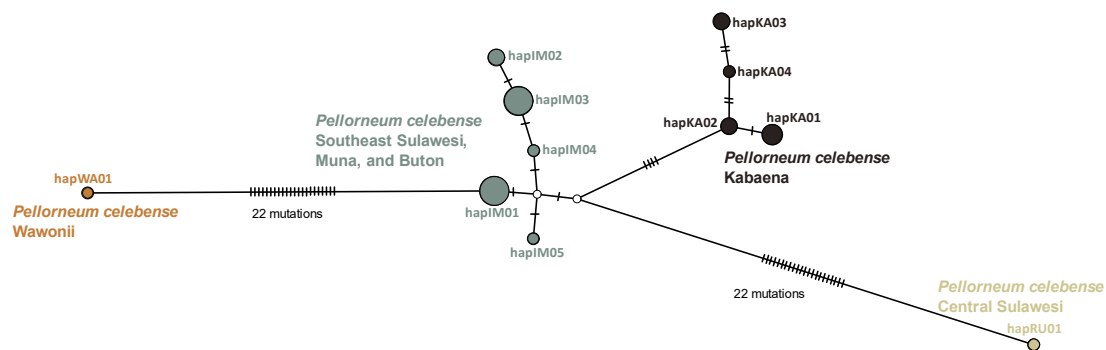 hapKA03
hapIM02
hapKA04
hapIM03
Pellorneum celebense
Southeast Sulawesi,
Muna, and Buton
hapKA02
hapKA01
hapIM04
Pellorneum celebense
Kabaena
hapWA01
Pellorneum celebense
Wawonii
22 mutations
hapIM01
hapIM05
22 mutations
Pellorneum celebense
Central Sulawesi
hapRU01